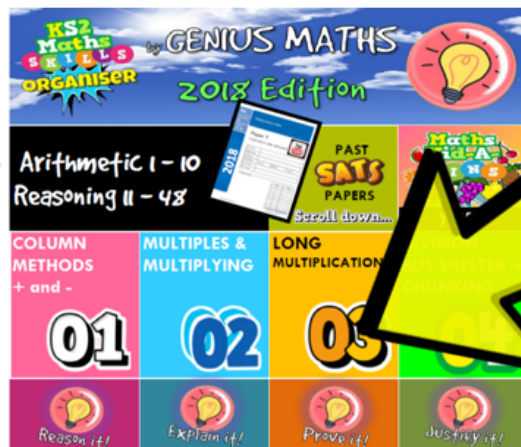 KS2
Maths
SKILLS
ORGANISER
by GENIUS MATHS
2018 Edition
Arithmetic 1 - 10
Reasoning 11 - 48
2018
PAST
SATS
PAPERS
Scroll down...
Maths
COLUMN
METHODS
+ and -
01
MULTIPLES &
MULTIPLYING
02
LONG
MULTIPLICATION
03
BUS SHELTER +
CHUNKING
04
Reason it!
Explain it!
Prove it!
Justify it!